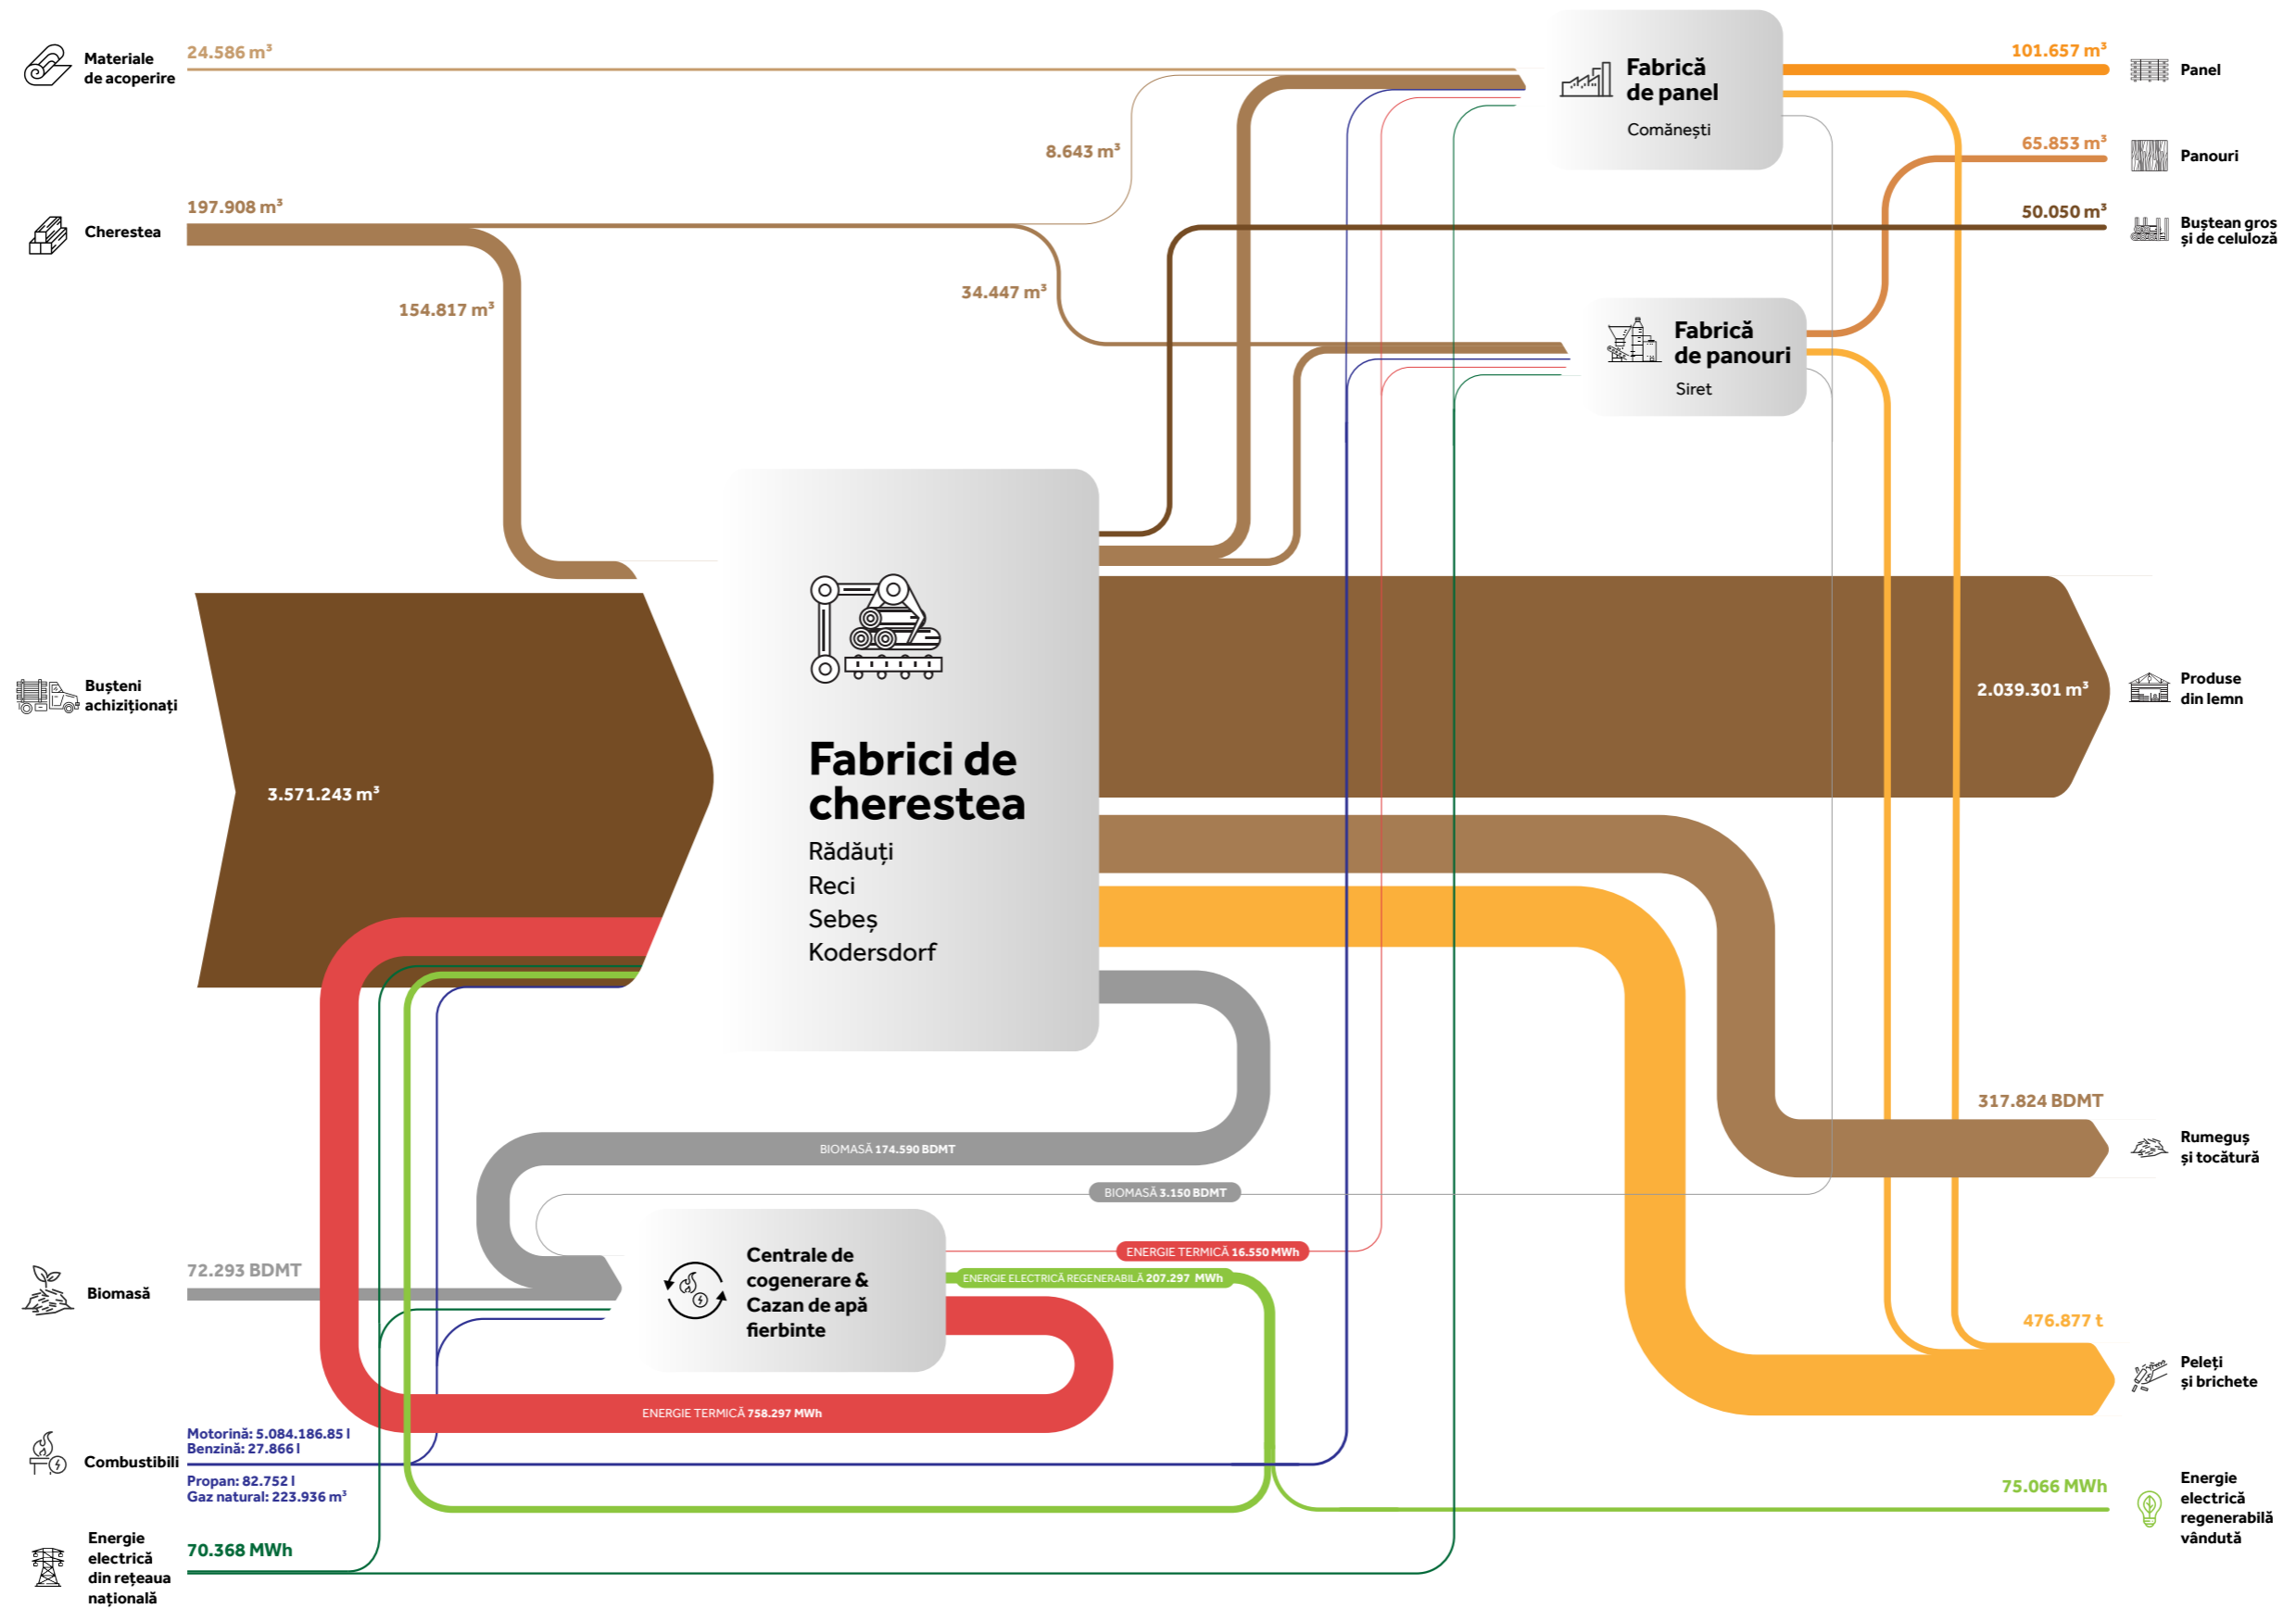 Materiale
de acoperire
24.586 m³
Cherestea
197.908 m³
154.817 m³
8.643 m³
34.447 m³
Fabrică
de panel
Comănești
101.657 m³
Panel
65.853 m³
Panouri
50.050 m³
Buștean gros
și de celuloză
Fabrică
de panouri
Siret
Bușteni
achiziționați
3.571.243 m³
Fabrici de
cherestea
Rădăuți
Reci
Sebeș
Kodersdorf
2.039.301 m³
Produse
din lemn
317.824 BDMT
Rumeguș
și tocătură
BIOMASĂ 174.590 BDMT
BIOMASĂ 3.150 BDMT
Biomasă
72.293 BDMT
Centrale de
cogenerare &
Cazan de apă
fierbinte
ENERGIE TERMICĂ 16.550 MWh
ENERGIE ELECTRICĂ REGENERABILĂ 207.297 MWh
ENERGIE TERMICĂ 758.297 MWh
476.877 t
Peleți
și brichete
Combustibili
Motorină: 5.084.186.85 l
Benzină: 27.866 l
Propan: 82.752 l
Gaz natural: 223.936 m³
75.066 MWh
Energie
electrică
regenerabilă
vândută
Energie
electrică
din rețeaua
națională
70.368 MWh